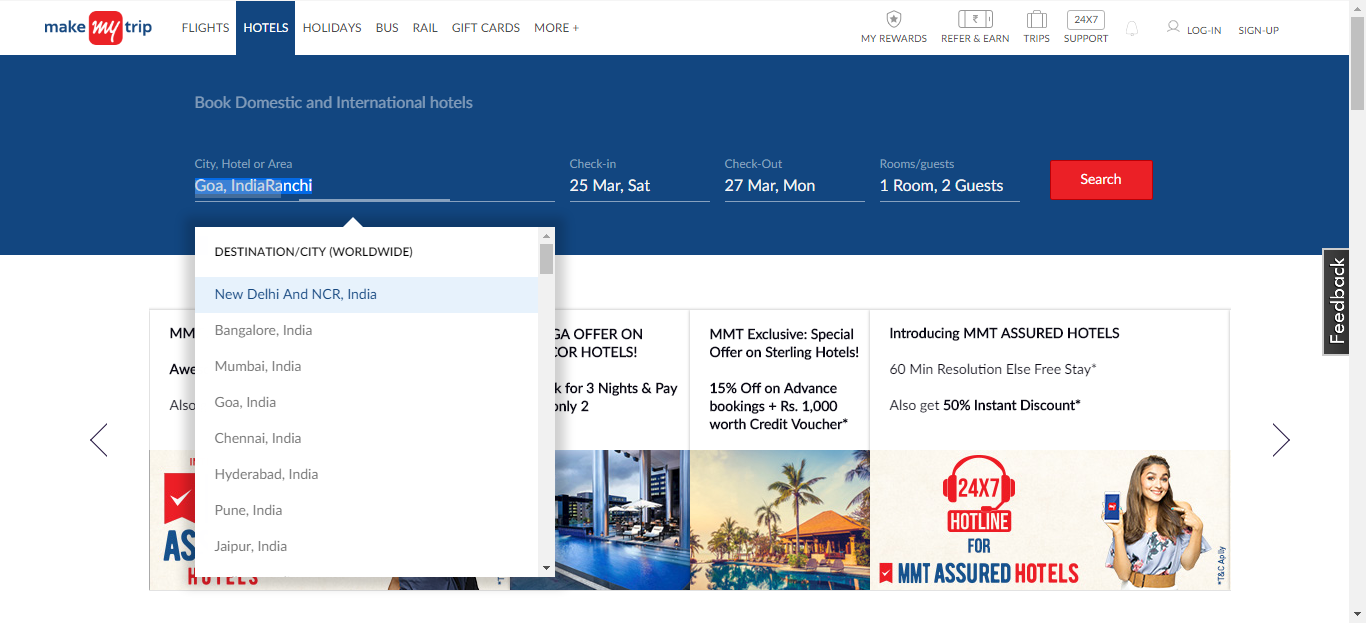 make my trip
FLIGHTS HOTELS HOLIDAYS BUS RAIL GIFT CARDS MORE +
₹ 24X7
MY REWARDS REFER & EARN TRIPS SUPPORT LOG-IN SIGN-UP
Book Domestic and International hotels
City, Hotel or Area Check-in Check-Out Rooms/guests
Goa, IndiaRanchi 25 Mar, Sat 27 Mar, Mon 1 Room, 2 Guests Search
DESTINATION/CITY (WORLDWIDE)
New Delhi And NCR, India
Bangalore, India
Mumbai, India
Goa, India
Chennai, India
Hyderabad, India
Pune, India
Jaipur, India
Feedback
MM
Awe
Also
GA OFFER ON
COR HOTELS!
k for 3 Nights & Pay
only 2
MMT Exclusive: Special
Offer on Sterling Hotels!
15% Off on Advance
bookings + Rs. 1,000
worth Credit Voucher*
Introducing MMT ASSURED HOTELS
60 Min Resolution Else Free Stay*
Also get 50% Instant Discount*
AS
HOTELS
24X7
HOTLINE
FOR
MMT ASSURED HOTELS
*T&C Apply